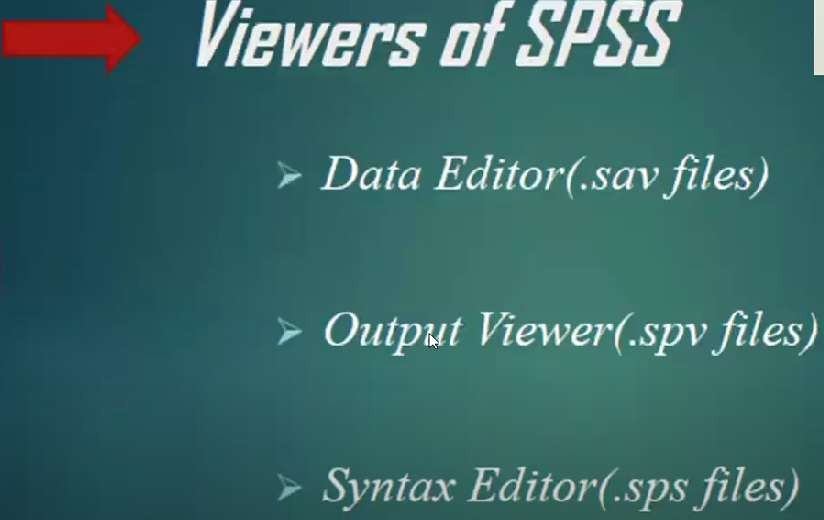 Viewers of SPSS
Data Editor(.sav files)
Output Viewer(.spv files)
Syntax Editor(.sps files)